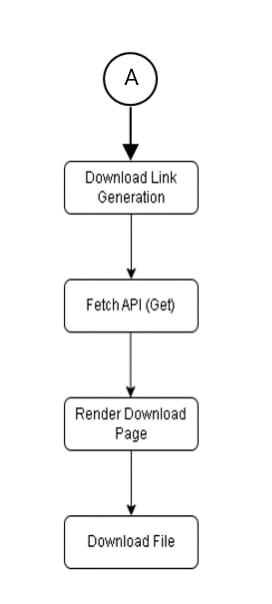 A
Download Link
Generation
Fetch API (Get)
Render Download
Page
Download File